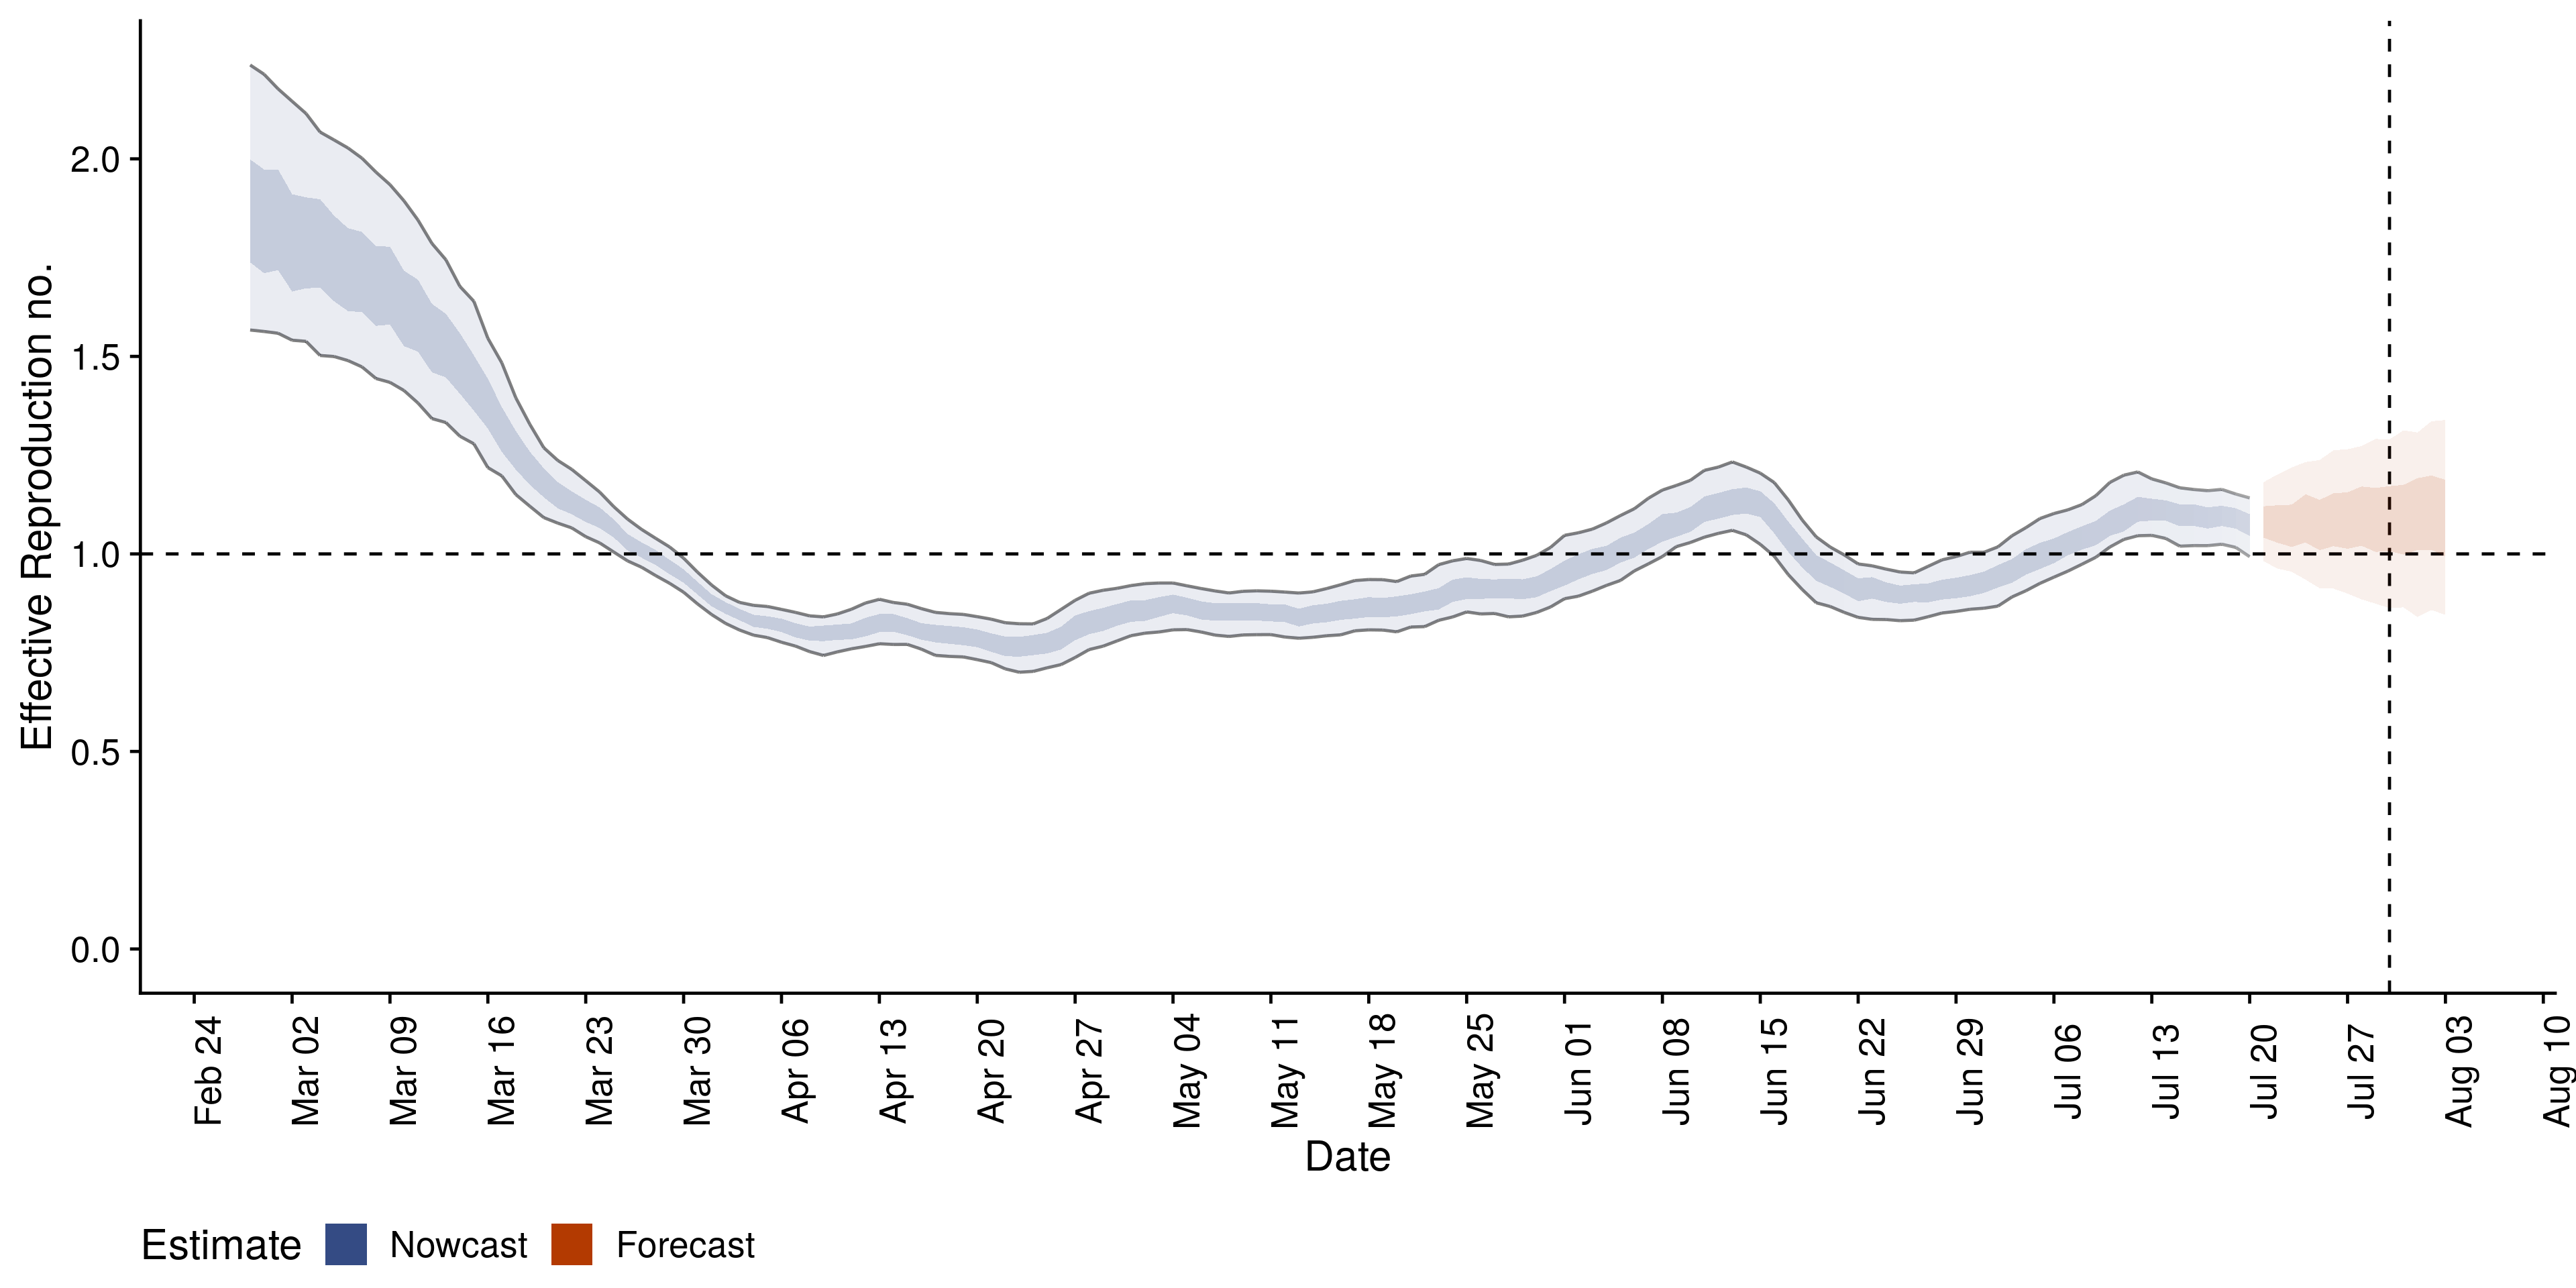 Effective Reproduction no.
2.0
1.5
1.0
0.5
0.0
Feb 24
Mar 02
Mar 09
Mar 16
Mar 23
Mar 30
Apr 06
Apr 13
Apr 20
Apr 27
May 04
May 11
May 18
May 25
Jun 01
Jun 08
Jun 15
Jun 22
Jun 29
Jul 06
Jul 13
Jul 20
Jul 27
Aug 03
Aug 10
Date
Estimate Nowcast Forecast